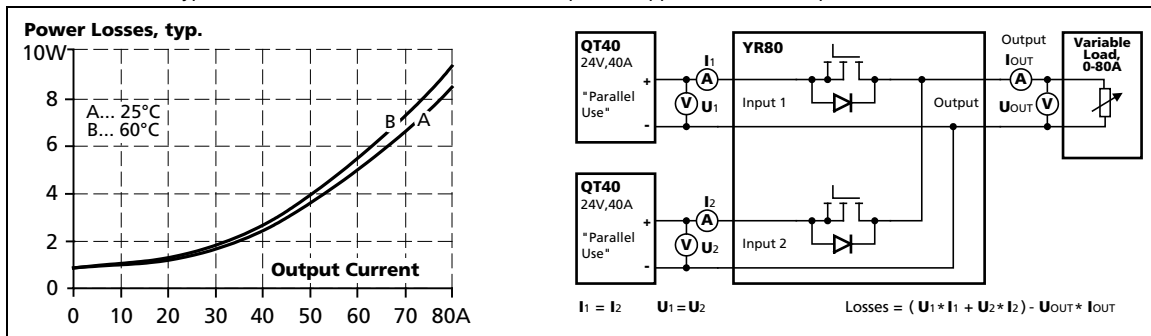 Power Losses, typ.
10W
8
6
4
2
0
A... 25°C
B... 60°C
B
A
Output Current
0 10 20 30 40 50 60 70 80A
QT40
24V,40A
"Parallel
Use"
+
-
V
U1
I1
A
YR80
Input 1
Output
Output
IOUT
A
UOUT
V
Variable
Load,
0-80A
QT40
24V,40A
"Parallel
Use"
+
-
V
U2
I2
A
Input 2
I1 = I2 U1 = U2
Losses = ( U1* I1 + U2* I2 ) - UOUT* IOUT